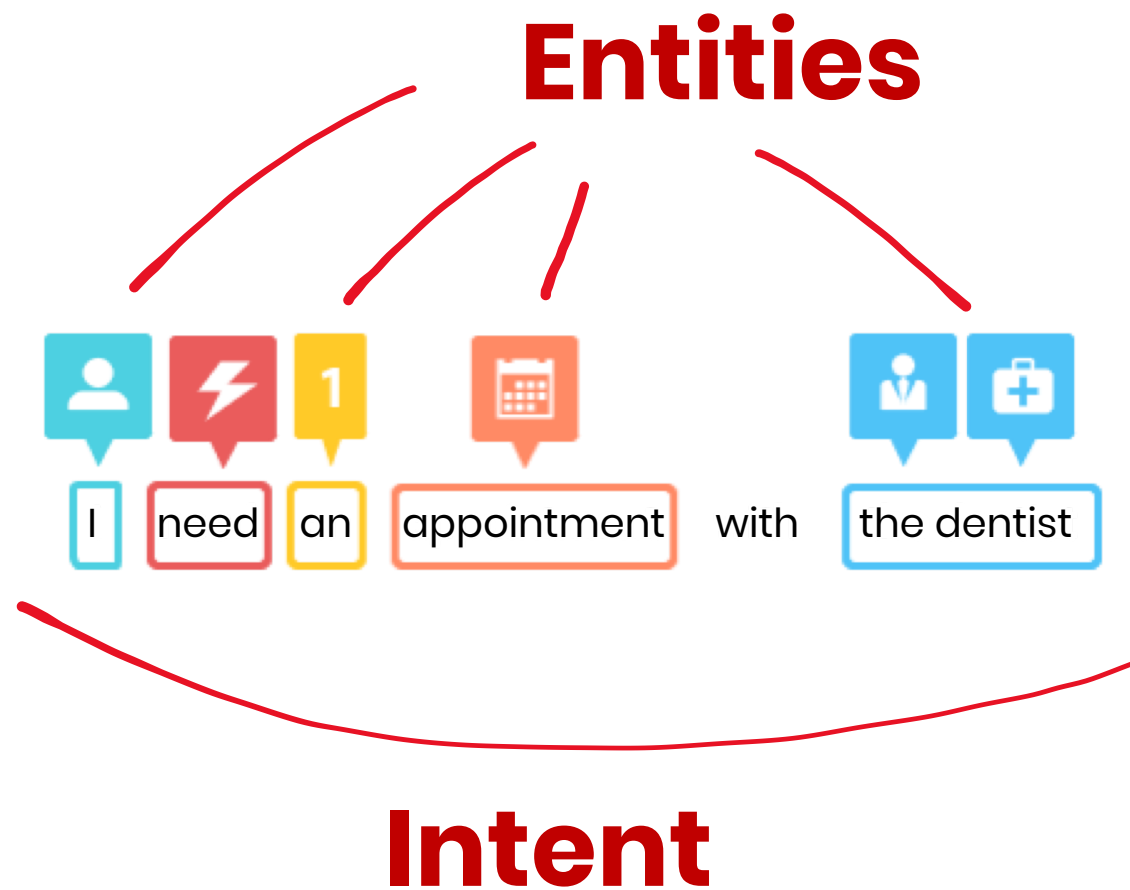 Entities
1
I need an appointment with the dentist
Intent